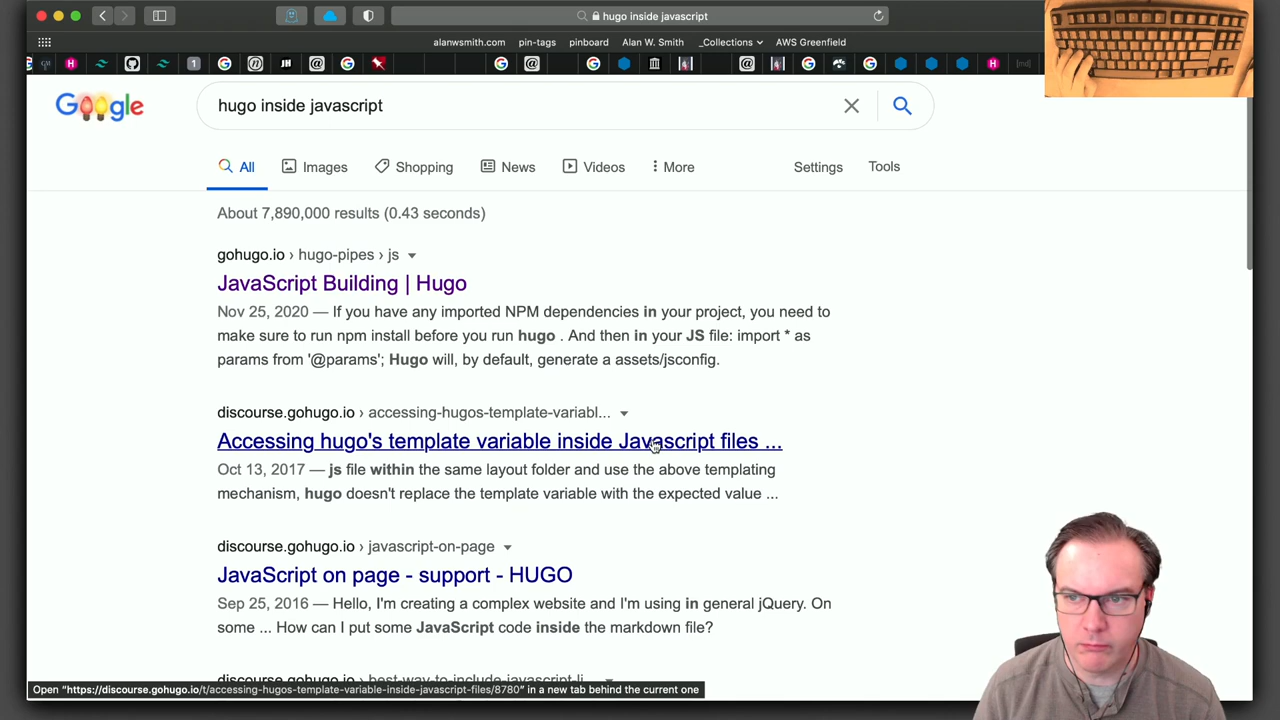 hugo inside javascript
alanwsmith.com pin-tags pinboard Alan W. Smith _Collections AWS Greenfield
Google
hugo inside javascript
All Images Shopping News Videos More Settings Tools
About 7,890,000 results (0.43 seconds)
gohugo.io › hugo-pipes › js
JavaScript Building | Hugo
Nov 25, 2020 — If you have any imported NPM dependencies in your project, you need to
make sure to run npm install before you run hugo . And then in your JS file: import * as
params from '@params'; Hugo will, by default, generate a assets/jsconfig.
discourse.gohugo.io › accessing-hugos-template-variabl...
Accessing hugo's template variable inside Javascript files ...
Oct 13, 2017 — js file within the same layout folder and use the above templating
mechanism, hugo doesn't replace the template variable with the expected value ...
discourse.gohugo.io › javascript-on-page
JavaScript on page - support - HUGO
Sep 25, 2016 — Hello, I'm creating a complex website and I'm using in general jQuery. On
some ... How can I put some JavaScript code inside the markdown file?
discourse.gohugo.io › best-way-to-include-javascript-li...
Open "https://discourse.gohugo.io/t/accessing-hugos-template-variable-inside-javascript-files/8780" in a new tab behind the current one